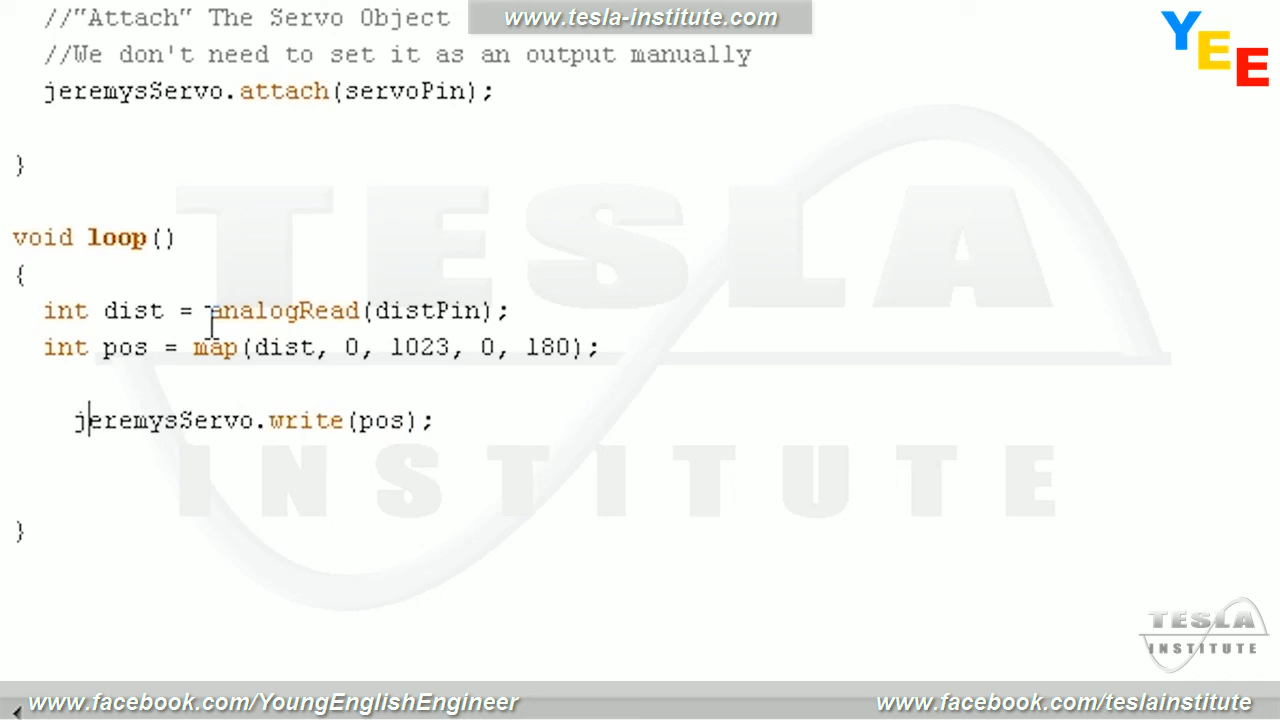 //"Attach" The Servo Object
www.tesla-institute.com
YEE
//We don't need to set it as an output manually
jeremysServo.attach(servoPin);
}
void loop()
{
int dist = analogRead(distPin);
int pos = map(dist, 0, 1023, 0, 180);
jeremysServo.write(pos);
}
TESLA
INSTITUTE
TESLA
INSTITUTE
www.facebook.com/YoungEnglishEngineer
www.facebook.com/teslainstitute